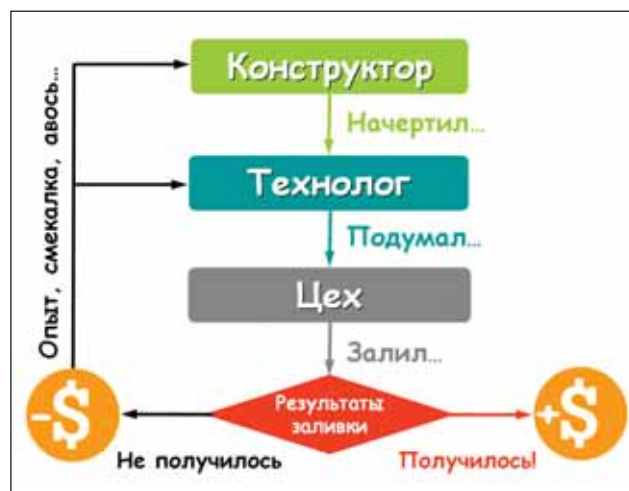 Конструктор
Начертил...
Технолог
Подумал...
Цех
Залил...
Результаты
заливки
-$
+$
Не получилось
Получилось!
Опыт, смекалка, авось...